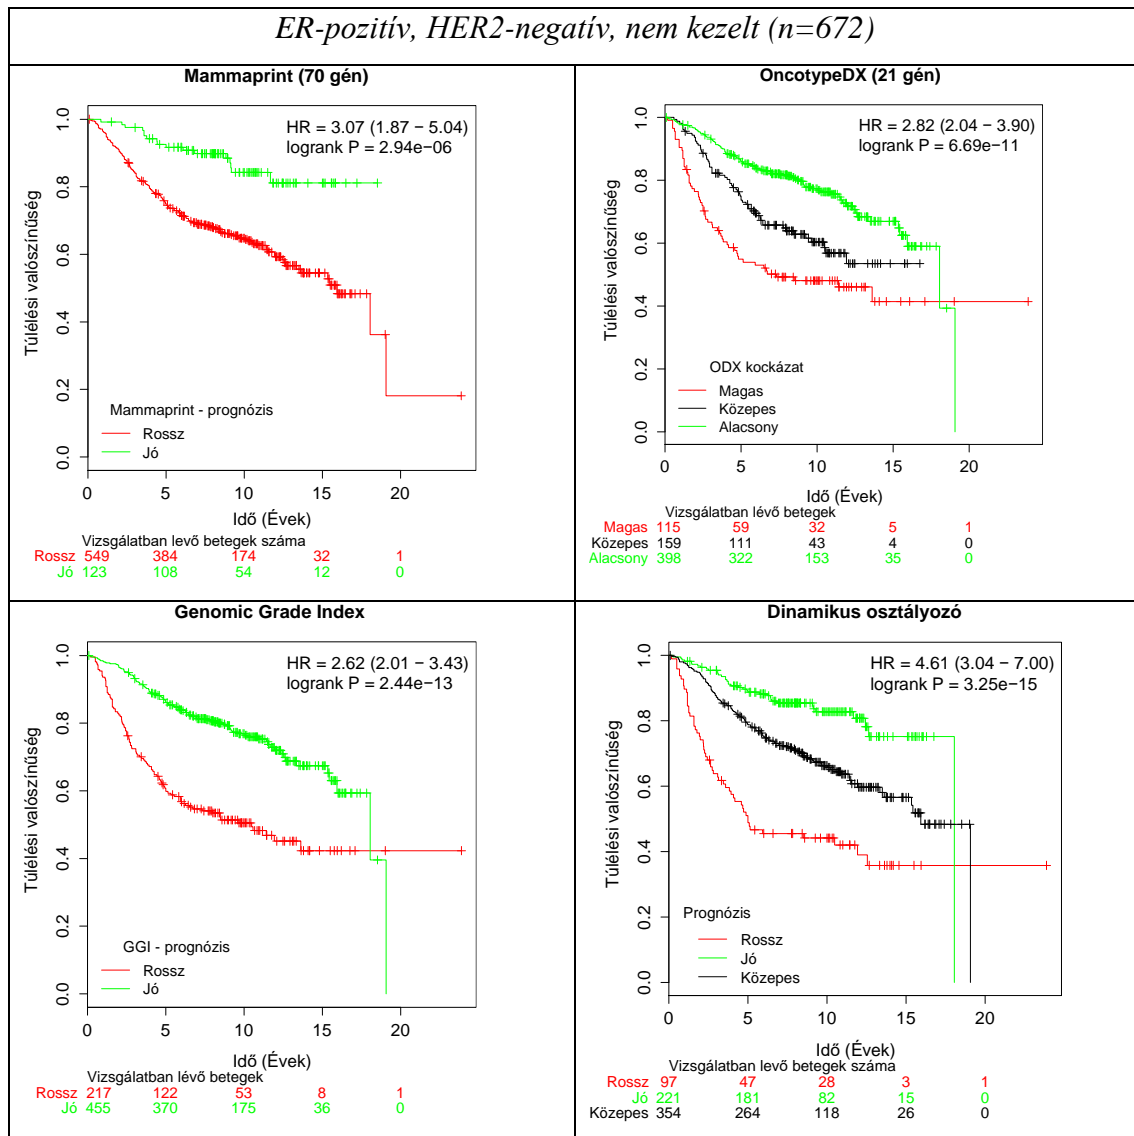 ER-pozitív, HER2-negatív, nem kezelt (n=672)
Mammaprint (70 gén)
HR = 3.07 (1.87 − 5.04)
logrank P = 2.94e−06
Túlélési valószínűség
1.0
0.8
0.6
0.4
0.2
0.0
Mammaprint - prognózis
Rossz
Jó
0 5 10 15 20
Idő (Évek)
Vizsgálatban levő betegek száma
Rossz 549 384 174 32 1
Jó 123 108 54 12 0
OncotypeDX (21 gén)
HR = 2.82 (2.04 − 3.90)
logrank P = 6.69e−11
Túlélési valószínűség
1.0
0.8
0.6
0.4
0.2
0.0
ODX kockázat
Magas
Közepes
Alacsony
0 5 10 15 20
Idő (Évek)
Vizsgálatban lévő betegek
Magas 115 59 32 5 1
Közepes 159 111 43 4 0
Alacsony 398 322 153 35 0
Genomic Grade Index
HR = 2.62 (2.01 − 3.43)
logrank P = 2.44e−13
Túlélési valószínűség
1.0
0.8
0.6
0.4
0.2
0.0
GGI - prognózis
Rossz
Jó
0 5 10 15 20
Idő (Évek)
Vizsgálatban lévő betegek
Rossz 217 122 53 8 1
Jó 455 370 175 36 0
Dinamikus osztályozó
HR = 4.61 (3.04 − 7.00)
logrank P = 3.25e−15
Túlélési valószínűség
1.0
0.8
0.6
0.4
0.2
0.0
Prognózis
Rossz
Jó
Közepes
0 5 10 15 20
Idő (Évek)
Vizsgálatban lévő betegek száma
Rossz 97 47 28 3 1
Jó 221 181 82 15 0
Közepes 354 264 118 26 0